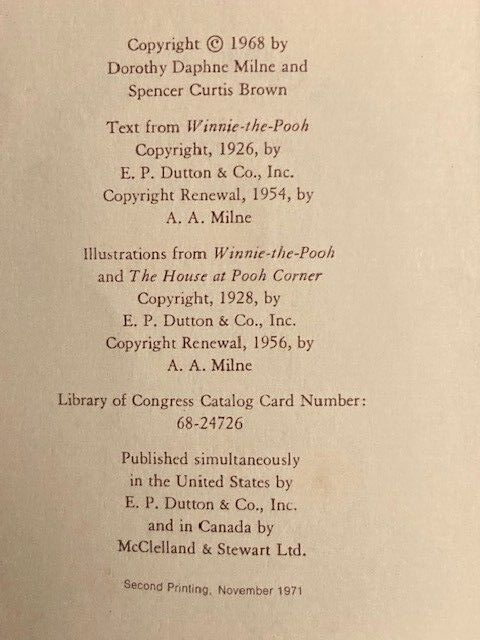 Copyright © 1968 by
Dorothy Daphne Milne and
Spencer Curtis Brown
Text from Winnie-the-Pooh
Copyright, 1926, by
E. P. Dutton & Co., Inc.
Copyright Renewal, 1954, by
A. A. Milne
Illustrations from Winnie-the-Pooh
and The House at Pooh Corner
Copyright, 1928, by
E. P. Dutton & Co., Inc.
Copyright Renewal, 1956, by
A. A. Milne
Library of Congress Catalog Card Number:
68-24726
Published simultaneously
in the United States by
E. P. Dutton & Co., Inc.
and in Canada by
McClelland & Stewart Ltd.
Second Printing, November 1971